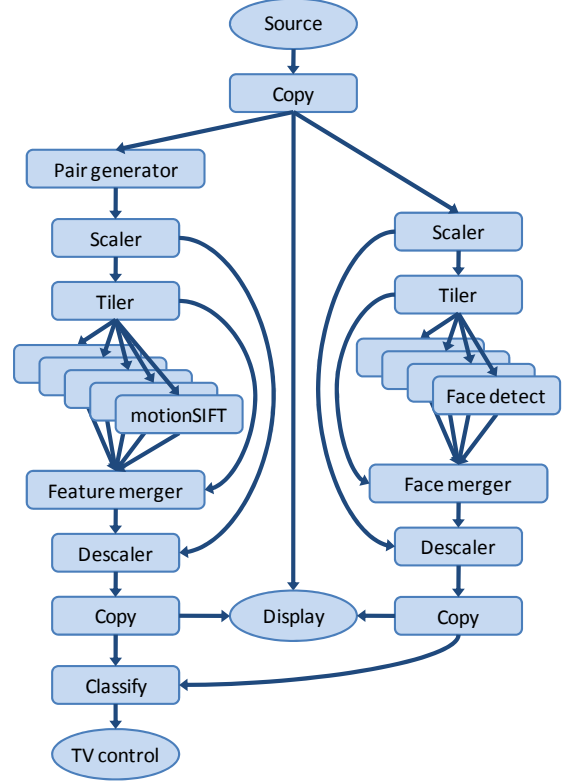 Source
Copy
Pair generator
Scaler
Scaler
Tiler
Tiler
Face detect
motionSIFT
Feature merger
Face merger
Descaler
Descaler
Copy
Display
Copy
Classify
TV control